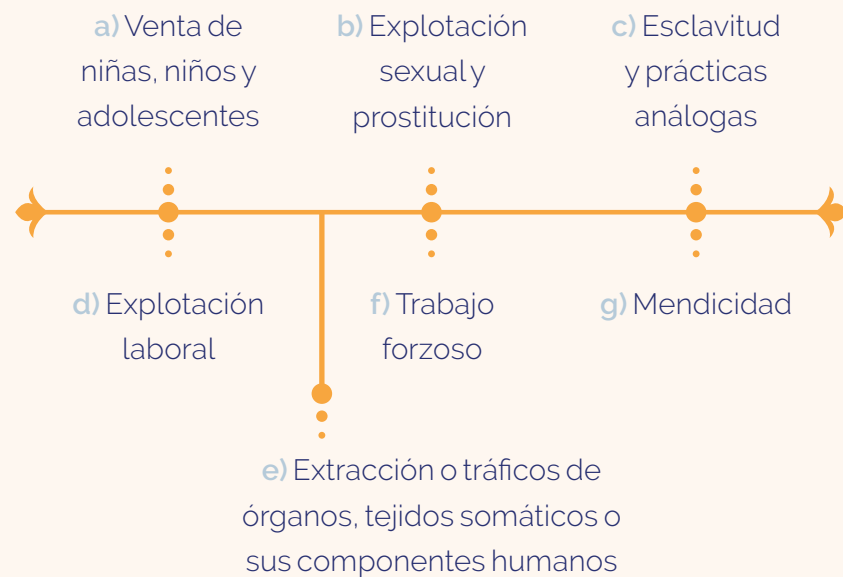 a) Venta de
niñas, niños y
adolescentes
b) Explotación
sexual y
prostitución
c) Esclavitud
y prácticas
análogas
d) Explotación
laboral
f) Trabajo
forzoso
g) Mendicidad
e) Extracción o tráficos de
órganos, tejidos somáticos o
sus componentes humanos